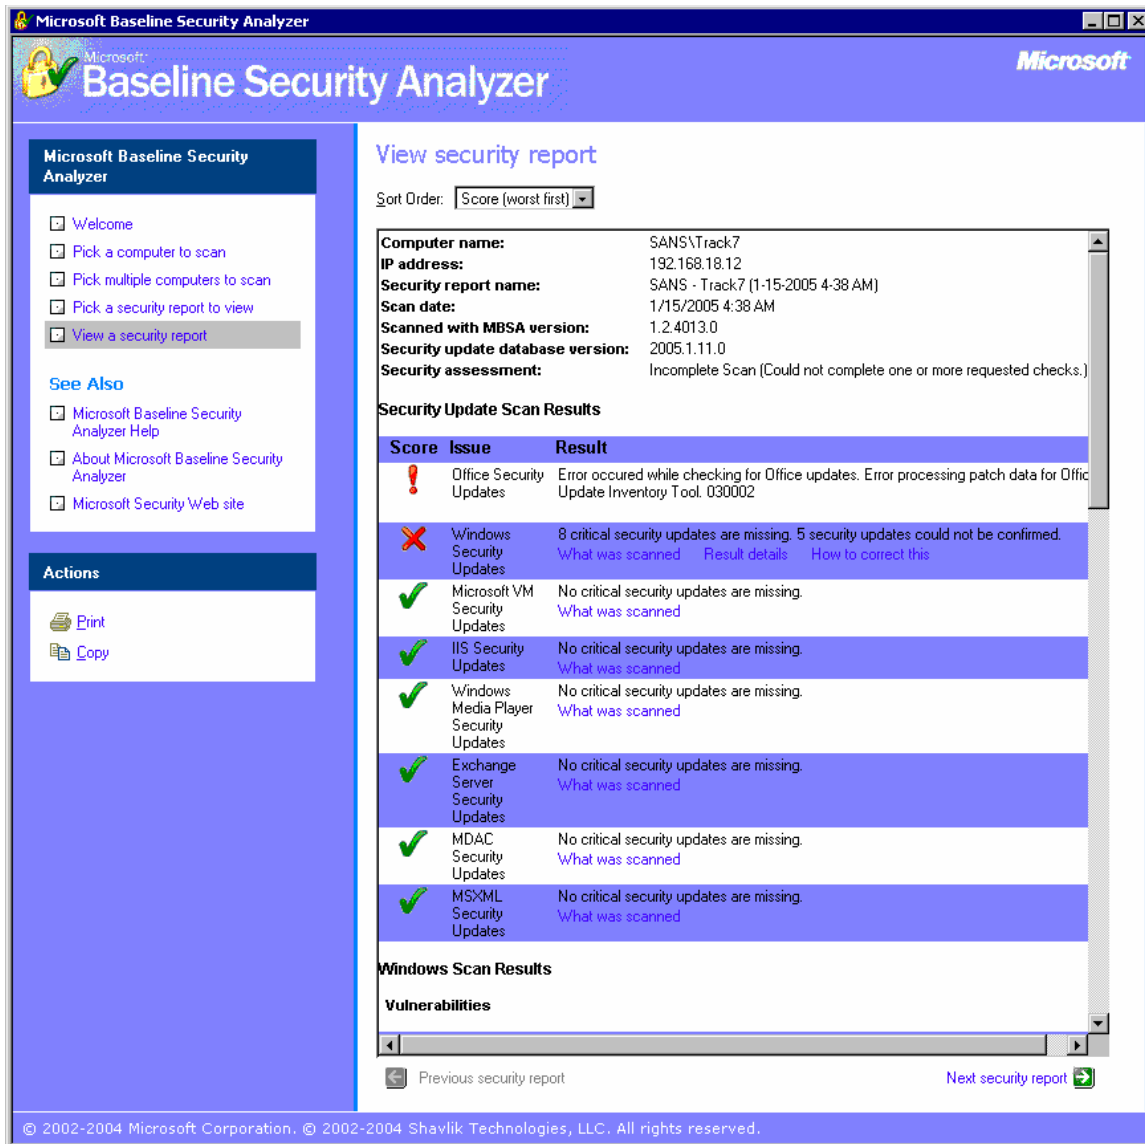 Microsoft Baseline Security Analyzer
Microsoft
Baseline Security Analyzer
Microsoft
Microsoft Baseline Security
Analyzer
Welcome
Pick a computer to scan
Pick multiple computers to scan
Pick a security report to view
View a security report
See Also
Microsoft Baseline Security
Analyzer Help
About Microsoft Baseline Security
Analyzer
Microsoft Security Web site
Actions
Print
Copy
View security report
Sort Order: Score (worst first)
Computer name: SANS\Track7
IP address: 192.168.18.12
Security report name: SANS - Track7 (1-15-2005 4-38 AM)
Scan date: 1/15/2005 4:38 AM
Scanned with MBSA version: 1.2.4013.0
Security update database version: 2005.1.11.0
Security assessment: Incomplete Scan (Could not complete one or more requested checks.)
Security Update Scan Results
Score Issue Result
Office Security
Updates
Error occured while checking for Office updates. Error processing patch data for Offic
Update Inventory Tool. 030002
Windows
Security
Updates
8 critical security updates are missing. 5 security updates could not be confirmed.
What was scanned Result details How to correct this
Microsoft VM
Security
Updates
No critical security updates are missing.
What was scanned
IIS Security
Updates
No critical security updates are missing.
What was scanned
Windows
Media Player
Security
Updates
No critical security updates are missing.
What was scanned
Exchange
Server
Security
Updates
No critical security updates are missing.
What was scanned
MDAC
Security
Updates
No critical security updates are missing.
What was scanned
MSXML
Security
Updates
No critical security updates are missing.
What was scanned
Windows Scan Results
Vulnerabilities
Previous security report
Next security report
© 2002-2004 Microsoft Corporation. © 2002-2004 Shavlik Technologies, LLC. All rights reserved.